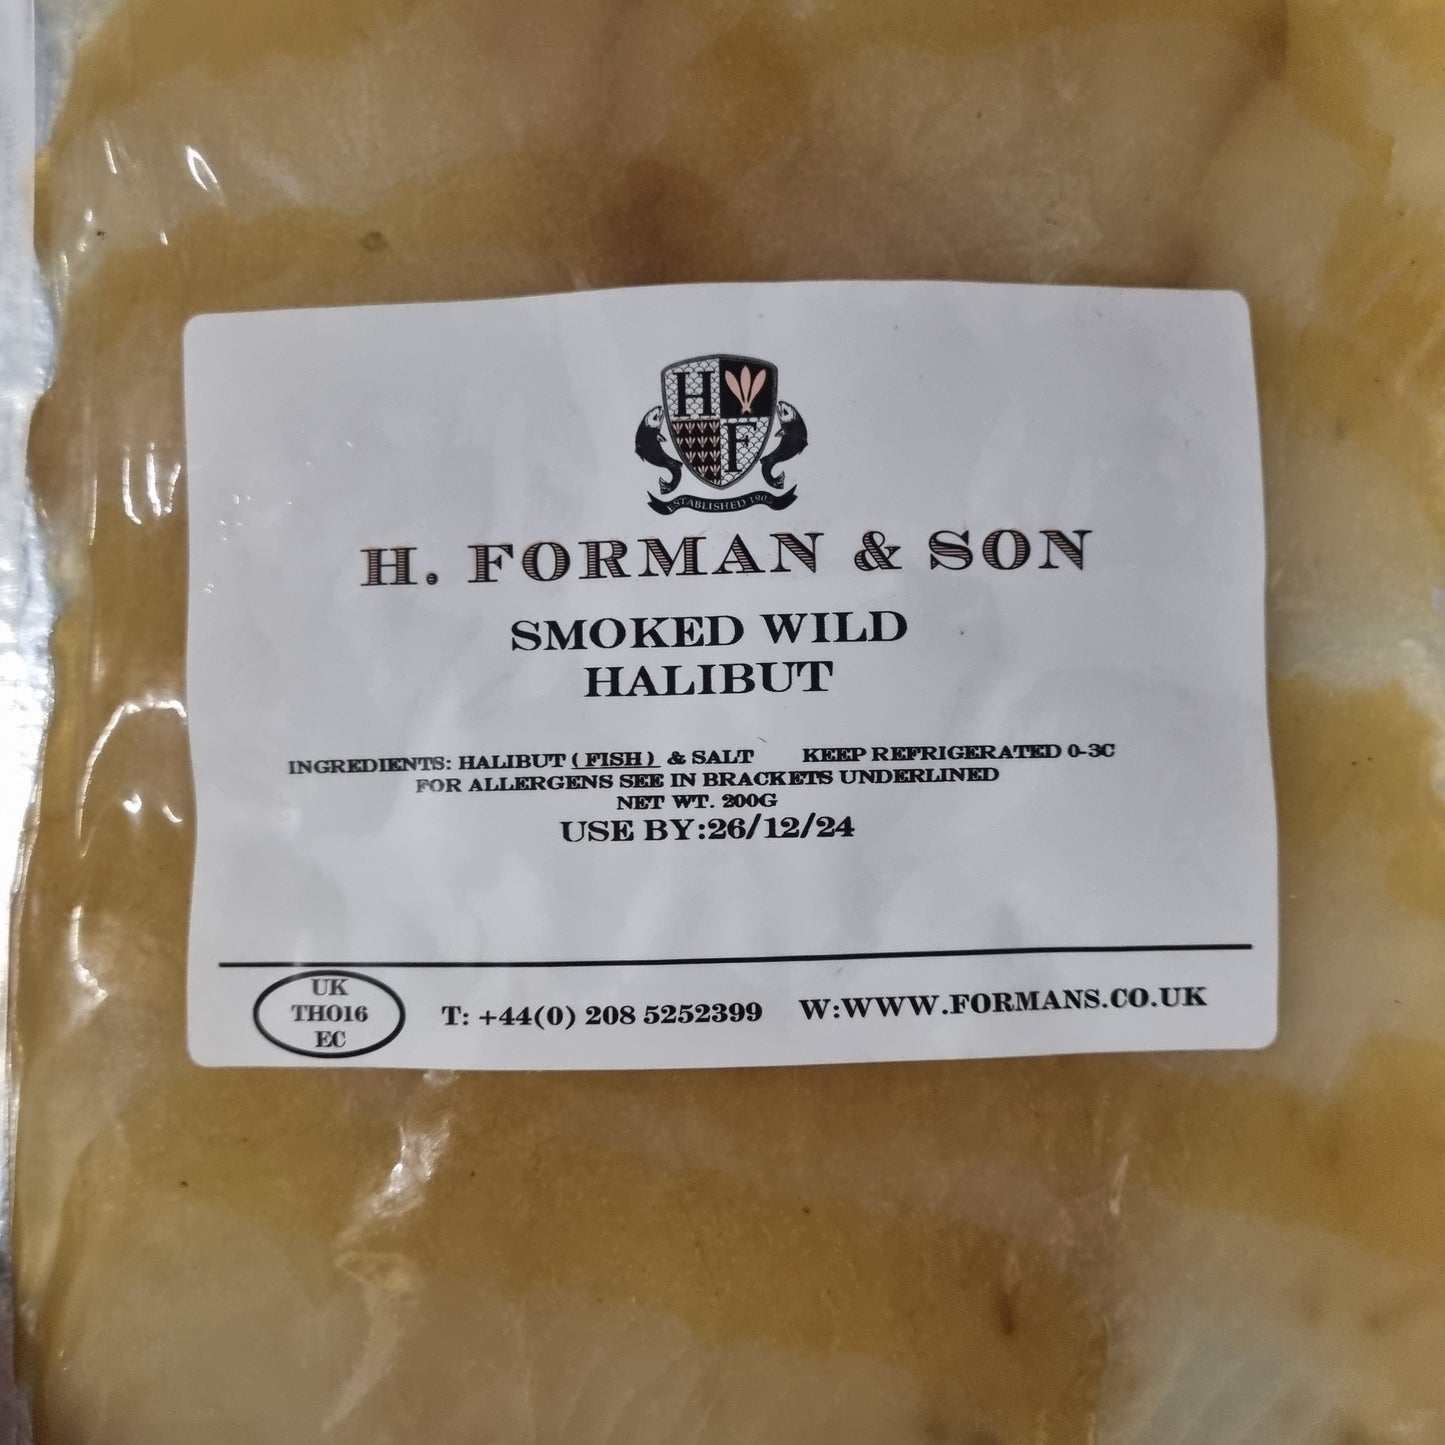 H
F
ESTABLISHED 190
H. FORMAN & SON
SMOKED WILD
HALIBUT
INGREDIENTS: HALIBUT ( FISH ) & SALT KEEP REFRIGERATED 0-3C
FOR ALLERGENS SEE IN BRACKETS UNDERLINED
NET WT. 200G
USE BY:26/12/24
UK
TH016
EC
T: +44(0) 208 5252399
W:WWW.FORMANS.CO.UK